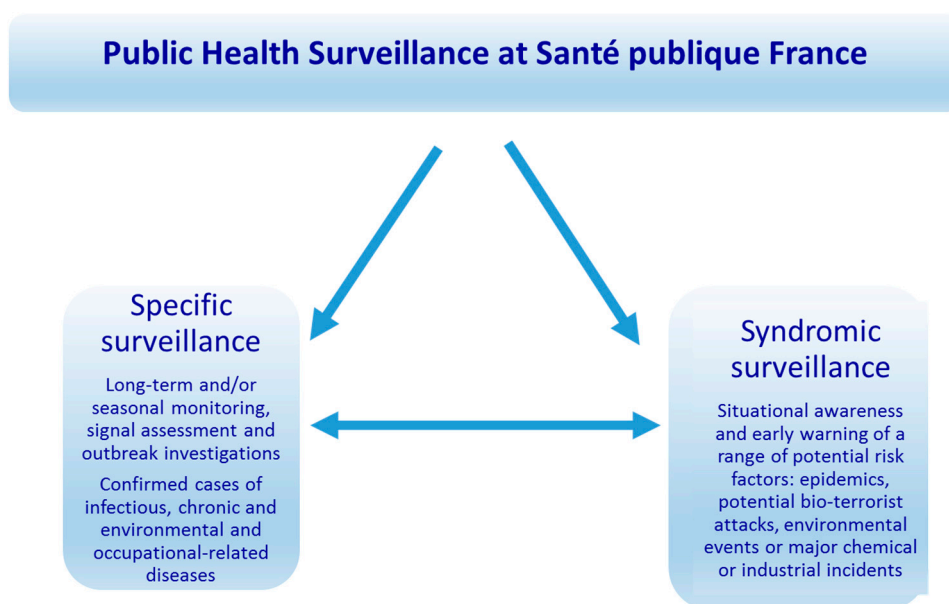 Public Health Surveillance at Santé publique France
Specific
surveillance
Long-term and/or
seasonal monitoring,
signal assessment and
outbreak investigations
Confirmed cases of
infectious, chronic and
environmental and
occupational-related
diseases
Syndromic
surveillance
Situational awareness
and early warning of a
range of potential risk
factors: epidemics,
potential bio-terrorist
attacks, environmental
events or major chemical
or industrial incidents